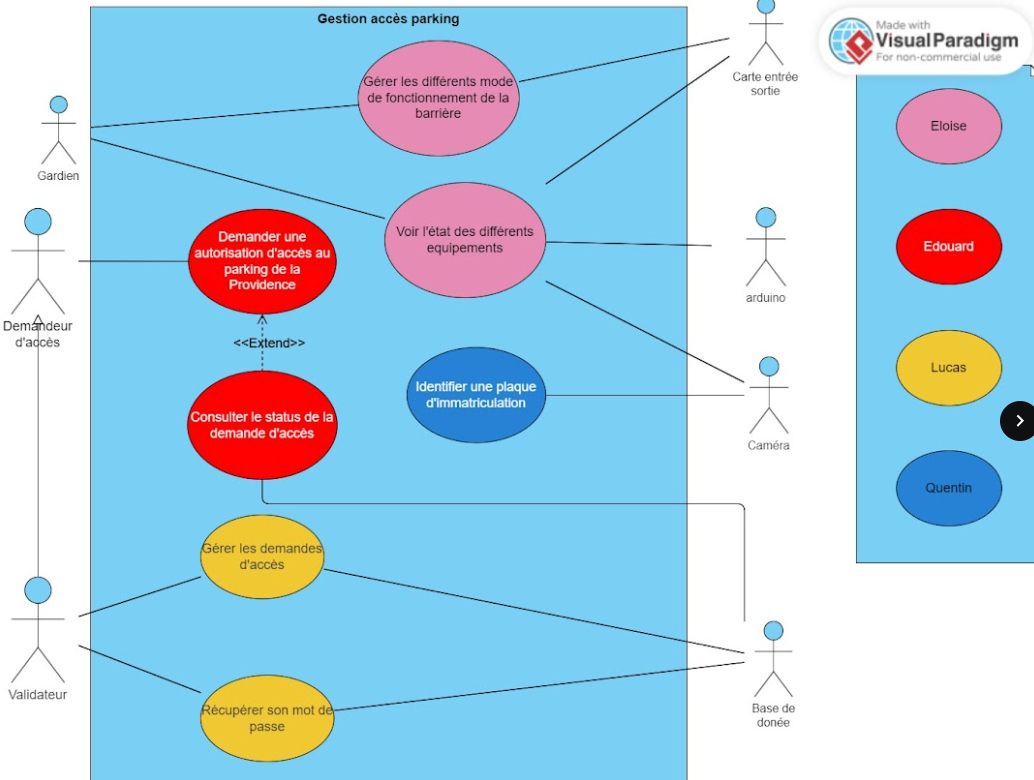 Gestion accès parking
Made with
Visual Paradigm
For non-commercial use
Carte entrée
sortie
Gérer les différents mode
de fonctionnement de la
barrière
Eloise
Gardien
Voir l'état des différents
equipements
Demander une
autorisation d'accès au
parking de la
Providence
Edouard
arduino
Demandeur
d'accès
<<Extend>>
Lucas
Identifier une plaque
d'immatriculation
Consulter le status de la
demande d'accès
Caméra
Quentin
Gérer les demandes
d'accès
Validateur
Récupérer son mot de
passe
Base de
donée